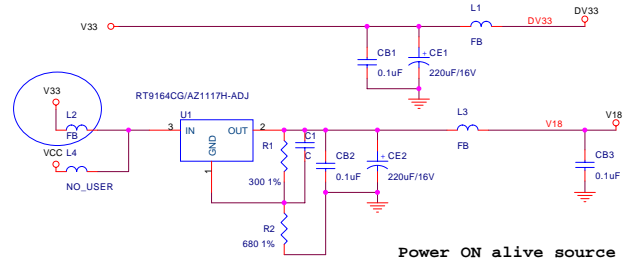 L1
DV33
V33
DV33
FB
CB1
CE1
0.1uF
+
220uF/16V
RT9164CG/AZ1117H-ADJ
V33
L2
U1
FB
3
IN
OUT
2
GND
1
VCC
L4
NO_USER
R1
300 1%
C1
C
CB2
0.1uF
+
CE2
220uF/16V
L3
FB
V18
V18
CB3
0.1uF
R2
680 1%
Power ON alive source